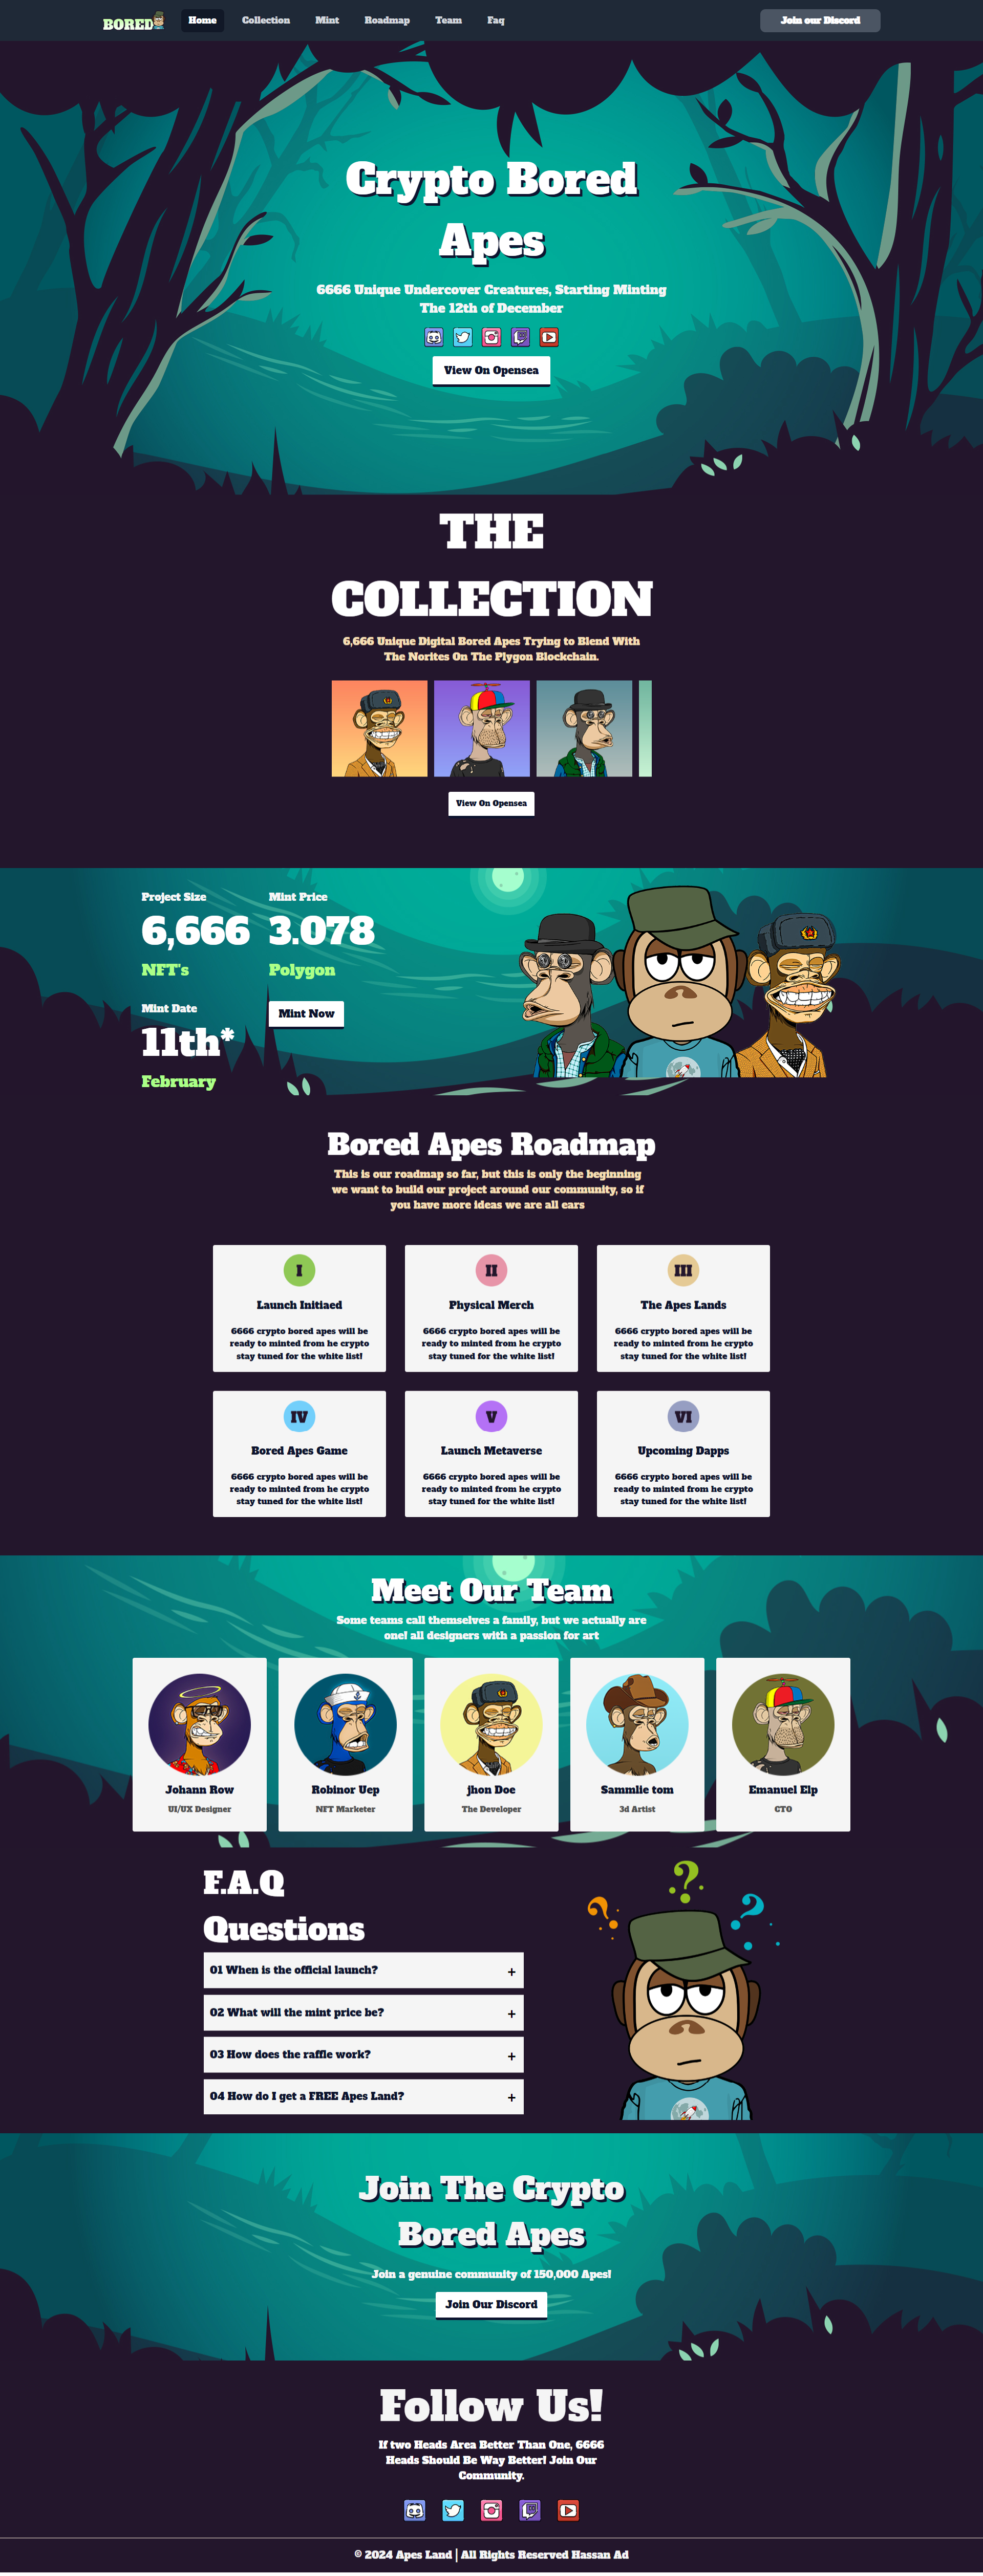 BORED
Home
Collection
Mint
Roadmap
Team
Faq
Join our Discord
Crypto Bored
Apes
6666 Unique Undercover Creatures, Starting Minting
The 12th of December
View On Opensea
THE
COLLECTION
6,666 Unique Digital Bored Apes Trying to Blend With
The Norites On The Plygon Blockchain.
View On Opensea
Project Size
6,666
NFT's
Mint Price
3.078
Polygon
Mint Date
11th*
February
Mint Now
Bored Apes Roadmap
This is our roadmap so far, but this is only the beginning
we want to build our project around our community, so if
you have more ideas we are all ears
I
Launch Initiaed
6666 crypto bored apes will be
ready to minted from he crypto
stay tuned for the white list!
II
Physical Merch
6666 crypto bored apes will be
ready to minted from he crypto
stay tuned for the white list!
III
The Apes Lands
6666 crypto bored apes will be
ready to minted from he crypto
stay tuned for the white list!
IV
Bored Apes Game
6666 crypto bored apes will be
ready to minted from he crypto
stay tuned for the white list!
V
Launch Metaverse
6666 crypto bored apes will be
ready to minted from he crypto
stay tuned for the white list!
VI
Upcoming Dapps
6666 crypto bored apes will be
ready to minted from he crypto
stay tuned for the white list!
Meet Our Team
Some teams call themselves a family, but we actually are
one! all designers with a passion for art
Johann Row
UI/UX Designer
Robinor Uep
NFT Marketer
jhon Doe
The Developer
Sammlie tom
3d Artist
Emanuel Elp
CTO
F.A.Q
Questions
01 When is the official launch? +
02 What will the mint price be? +
03 How does the raffle work? +
04 How do I get a FREE Apes Land? +
? ? ?
Join The Crypto
Bored Apes
Join a genuine community of 150,000 Apes!
Join Our Discord
Follow Us!
If two Heads Area Better Than One, 6666
Heads Should Be Way Better! Join Our
Community.
© 2024 Apes Land | All Rights Reserved Hassan Ad